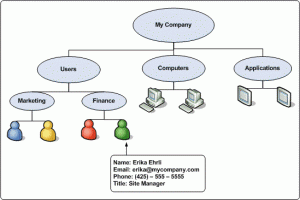 My Company
Users
Computers
Applications
Marketing
Finance
Name: Erika Ehrli
Email: erika@mycompany.com
Phone: (425) – 555 – 5555
Title: Site Manager